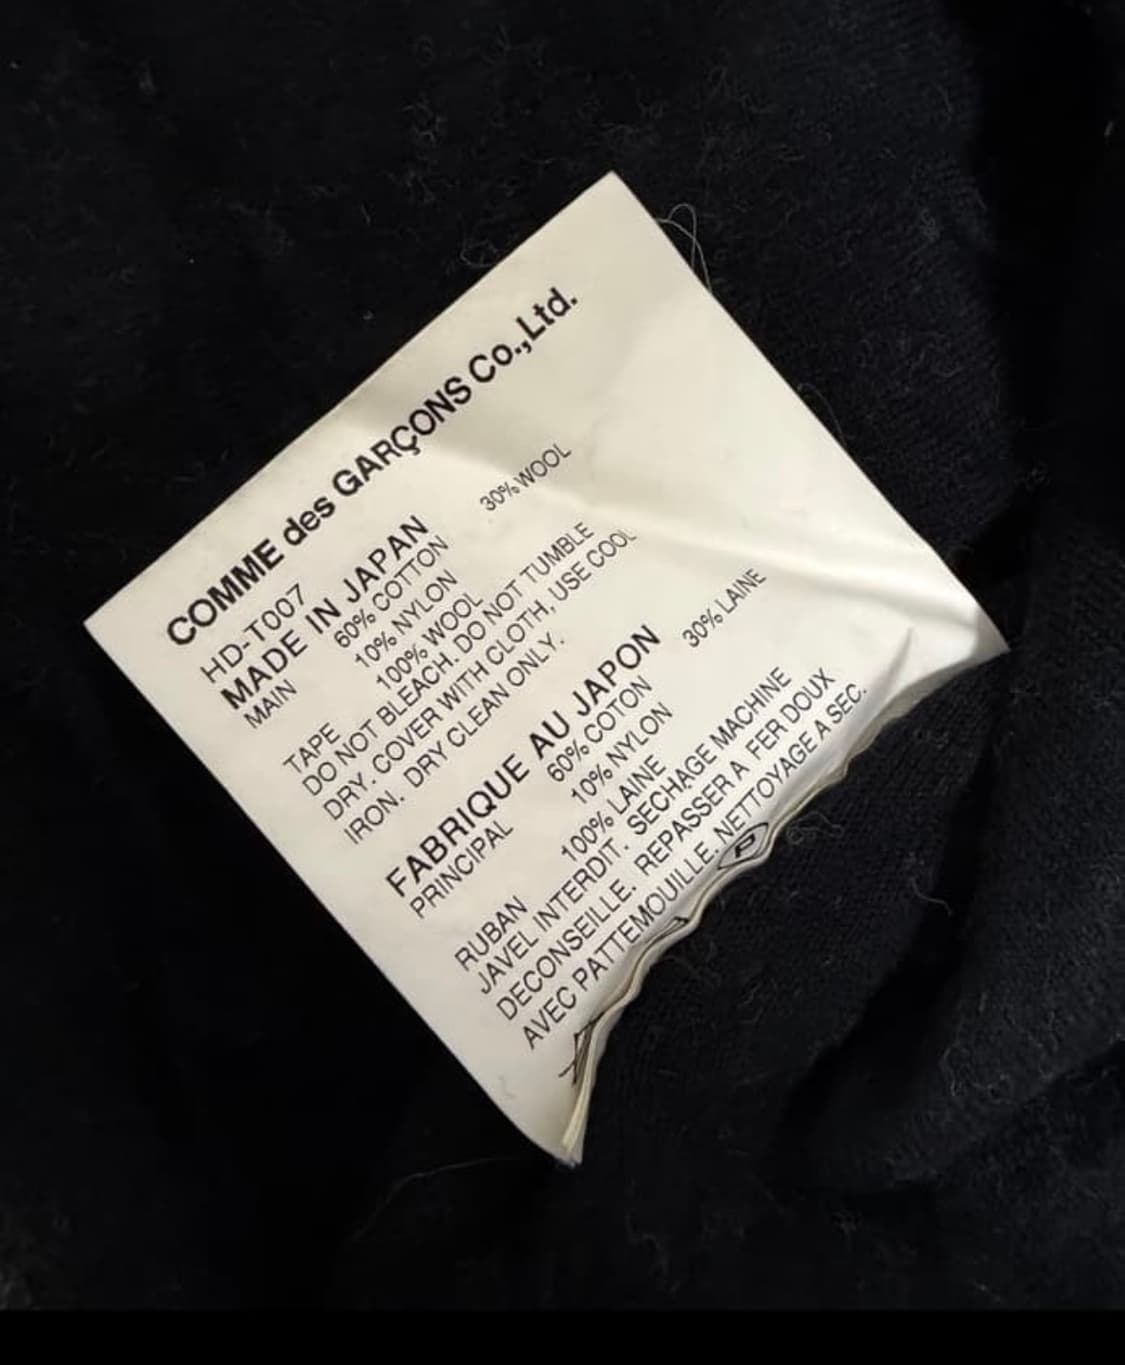 COMME des GARÇONS Co.,Ltd.
HD-T007
MADE IN JAPAN
MAIN 60% COTTON 30% WOOL
10% NYLON
TAPE 100% WOOL
DO NOT BLEACH. DO NOT TUMBLE
DRY. COVER WITH CLOTH, USE COOL
IRON. DRY CLEAN ONLY.
FABRIQUE AU JAPON
PRINCIPAL 60% COTON 30% LAINE
10% NYLON
RUBAN 100% LAINE
JAVEL INTERDIT. SECHAGE MACHINE
DECONSEILLE. REPASSER A FER DOUX
AVEC PATTEMOUILLE. NETTOYAGE A SEC.
P